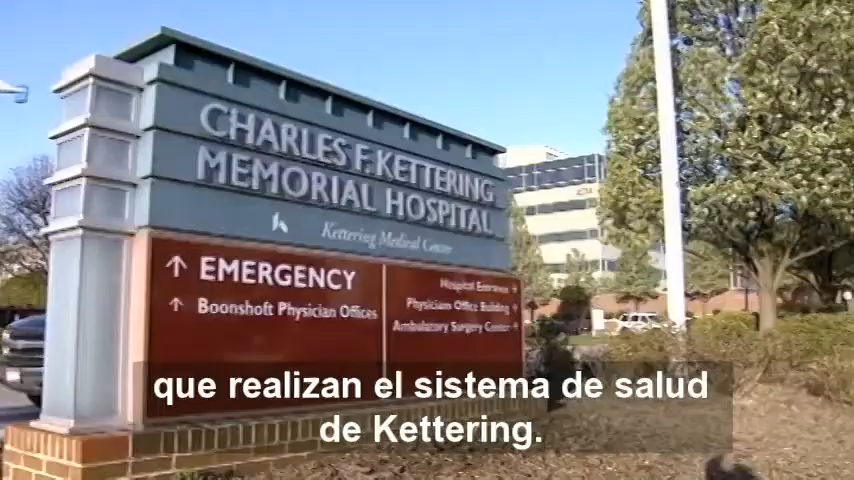 CHARLES F. KETTERING
MEMORIAL HOSPITAL
Kettering Medical Center
↑ EMERGENCY
↑ Boonshoft Physician Offices
Hospital Entrance →
Physician Office Building →
Ambulatory Surgery Center →
que realizan el sistema de salud
de Kettering.